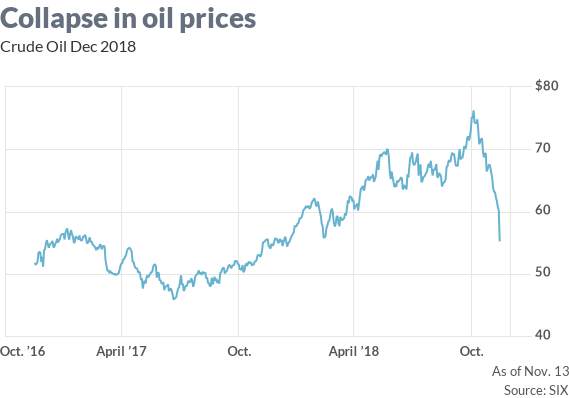 Collapse in oil prices
Crude Oil Dec 2018
$80
70
60
50
40
Oct. ’16 April ’17 Oct. April ’18 Oct.
As of Nov. 13
Source: SIX